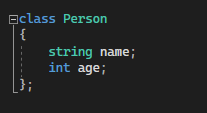 class Person
{
    string name;
    int age;
};